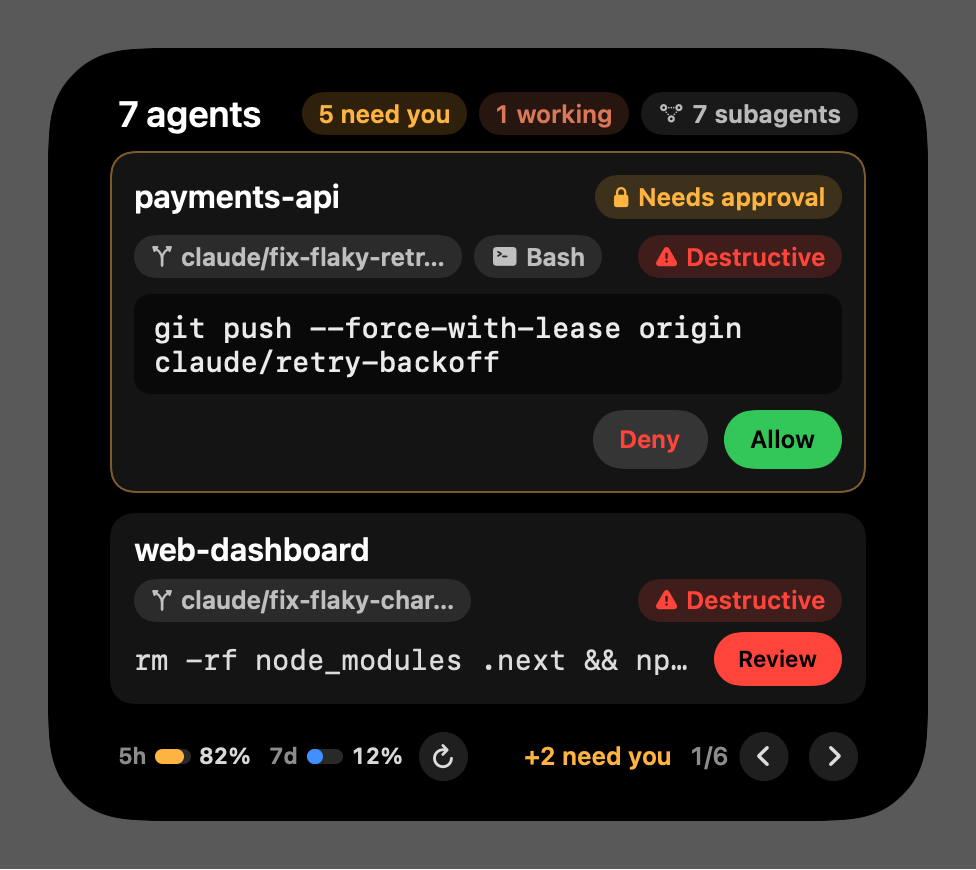 7 agents 5 need you 1 working 7 subagents
payments-api Needs approval
claude/fix-flaky-retr... Bash Destructive
git push --force-with-lease origin
claude/retry-backoff
Deny Allow
web-dashboard
claude/fix-flaky-char... Destructive
rm -rf node_modules .next && np… Review
5h 82% 7d 12% +2 need you 1/6